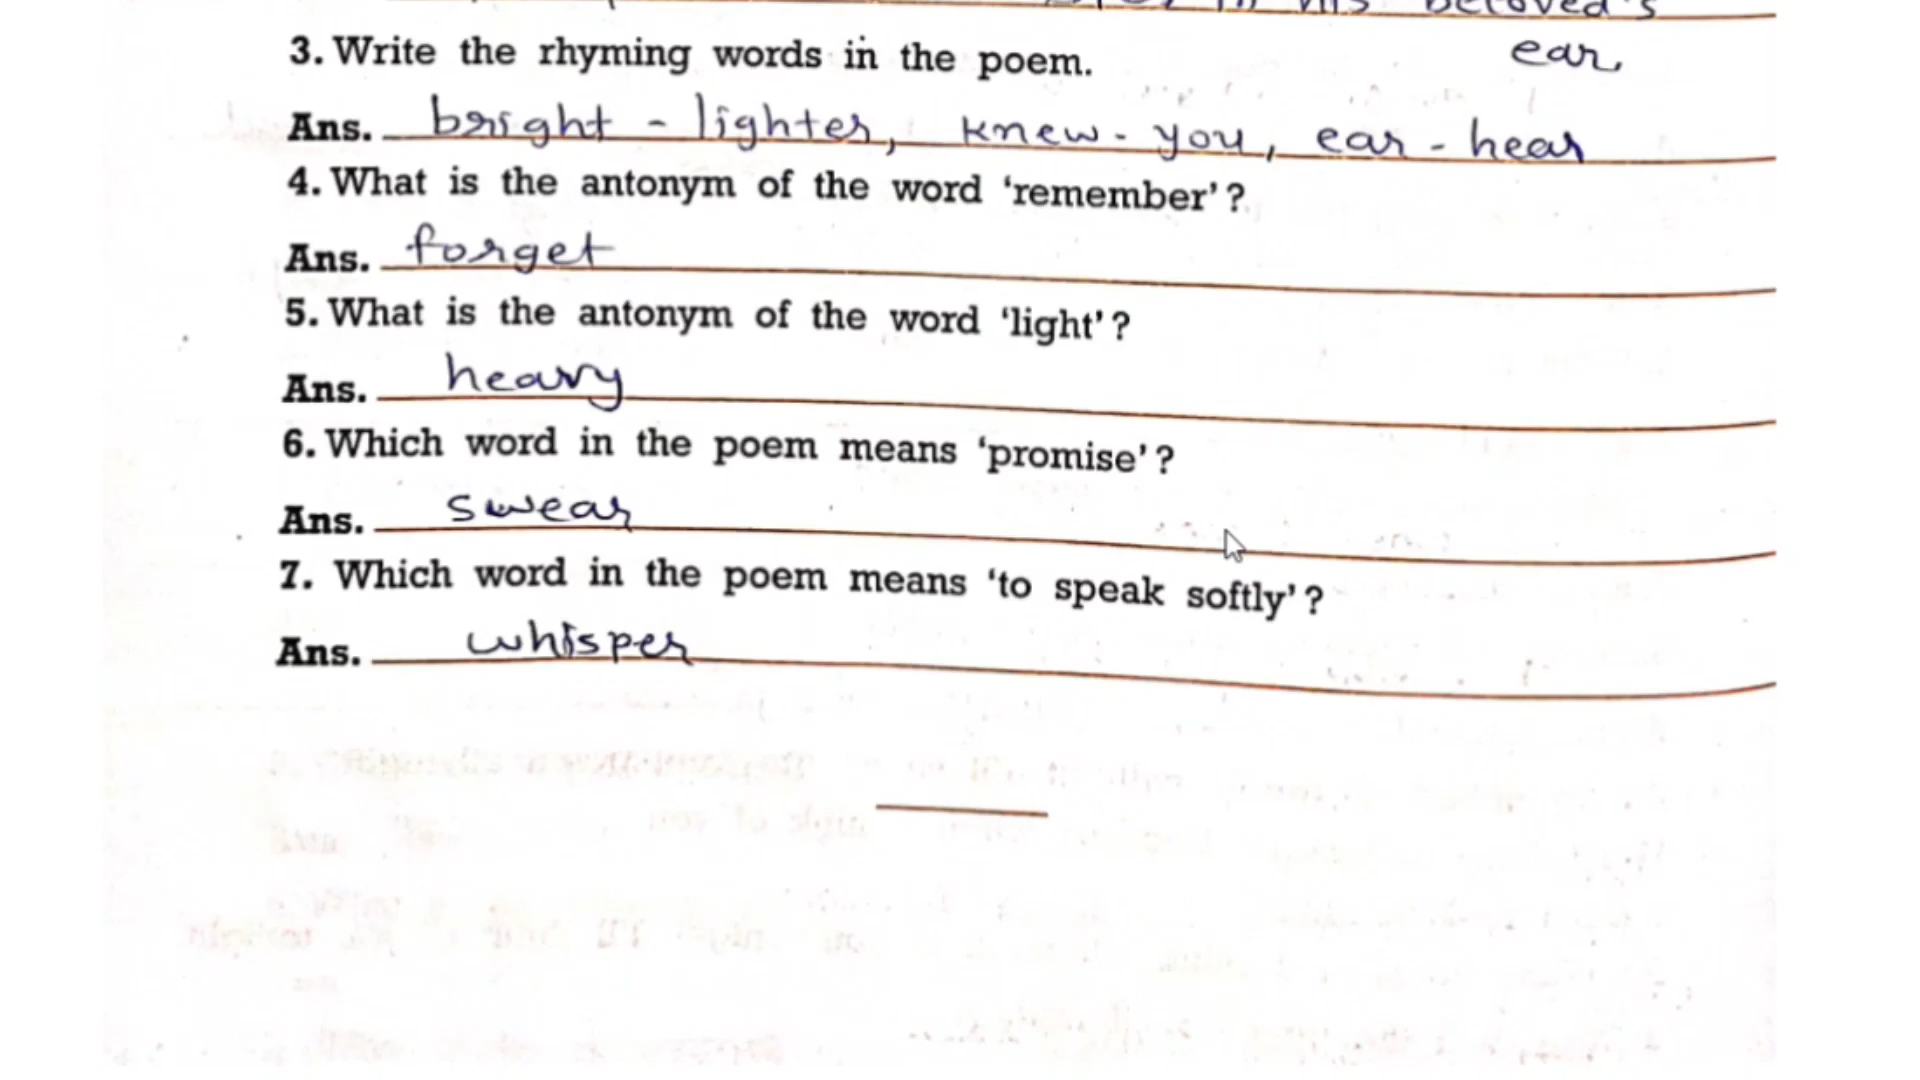 in his beloved's
3. Write the rhyming words in the poem.
ear.
Ans. bright - lighter, knew - you, ear - hear
4. What is the antonym of the word 'remember'?
Ans. forget
5. What is the antonym of the word 'light'?
Ans. heavy
6. Which word in the poem means 'promise'?
Ans. swear
7. Which word in the poem means 'to speak softly'?
Ans. whisper